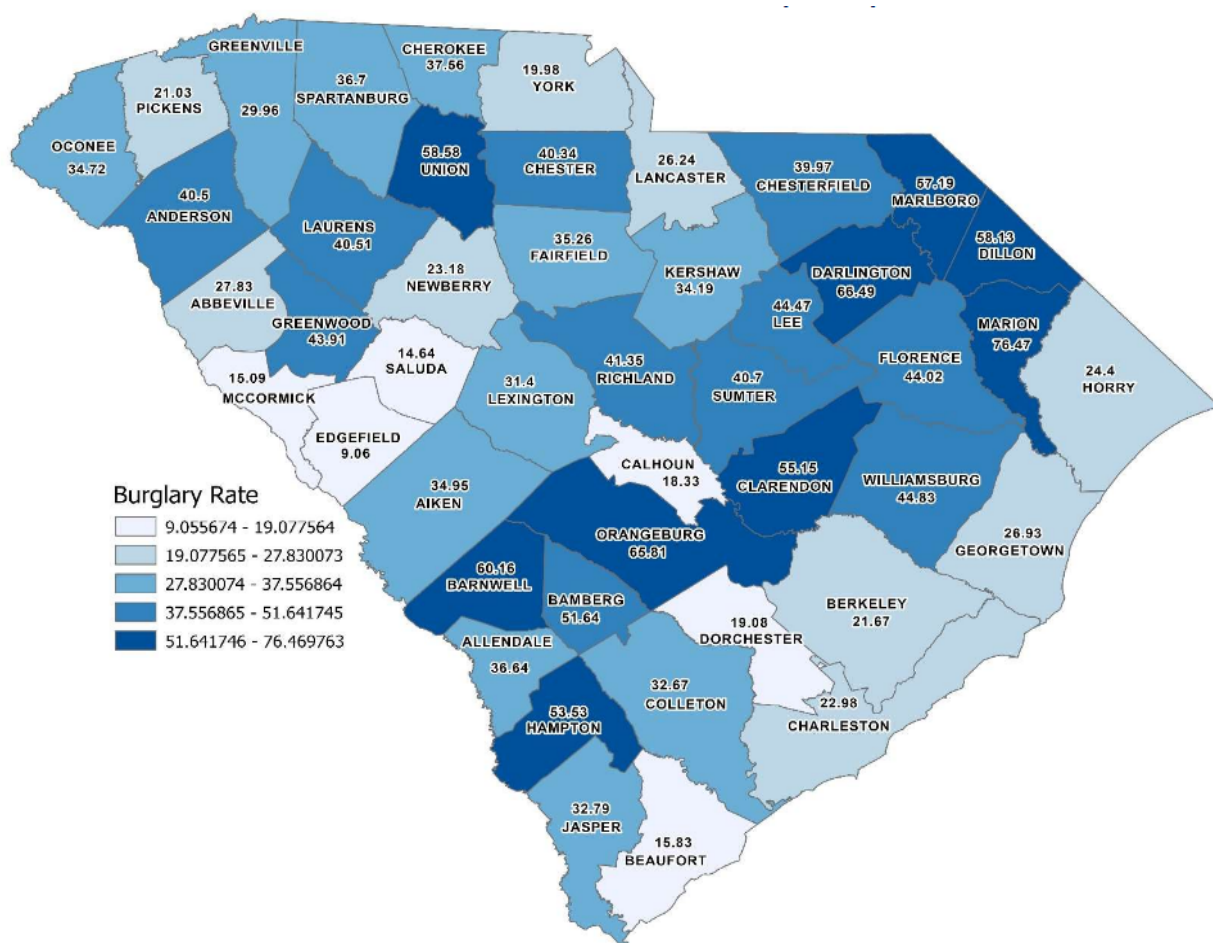 GREENVILLE
29.96
CHEROKEE
37.56
36.7
SPARTANBURG
19.98
YORK
21.03
PICKENS
OCONEE
34.72
58.58
UNION
40.34
CHESTER
26.24
LANCASTER
39.97
CHESTERFIELD
57.19
MARLBORO
40.5
ANDERSON
LAURENS
40.51
58.13
DILLON
35.26
FAIRFIELD
KERSHAW
34.19
DARLINGTON
66.49
23.18
NEWBERRY
27.83
ABBEVILLE
GREENWOOD
43.91
44.47
LEE
MARION
76.47
FLORENCE
44.02
24.4
HORRY
14.64
SALUDA
15.09
MCCORMICK
31.4
LEXINGTON
41.35
RICHLAND
40.7
SUMTER
EDGEFIELD
9.06
CALHOUN
18.33
55.15
CLARENDON
WILLIAMSBURG
44.83
34.95
AIKEN
ORANGEBURG
65.81
26.93
GEORGETOWN
60.16
BARNWELL
BAMBERG
51.64
BERKELEY
21.67
19.08
DORCHESTER
ALLENDALE
36.64
32.67
COLLETON
22.98
CHARLESTON
53.53
HAMPTON
32.79
JASPER
15.83
BEAUFORT
Burglary Rate
9.055674 - 19.077564
19.077565 - 27.830073
27.830074 - 37.556864
37.556865 - 51.641745
51.641746 - 76.469763